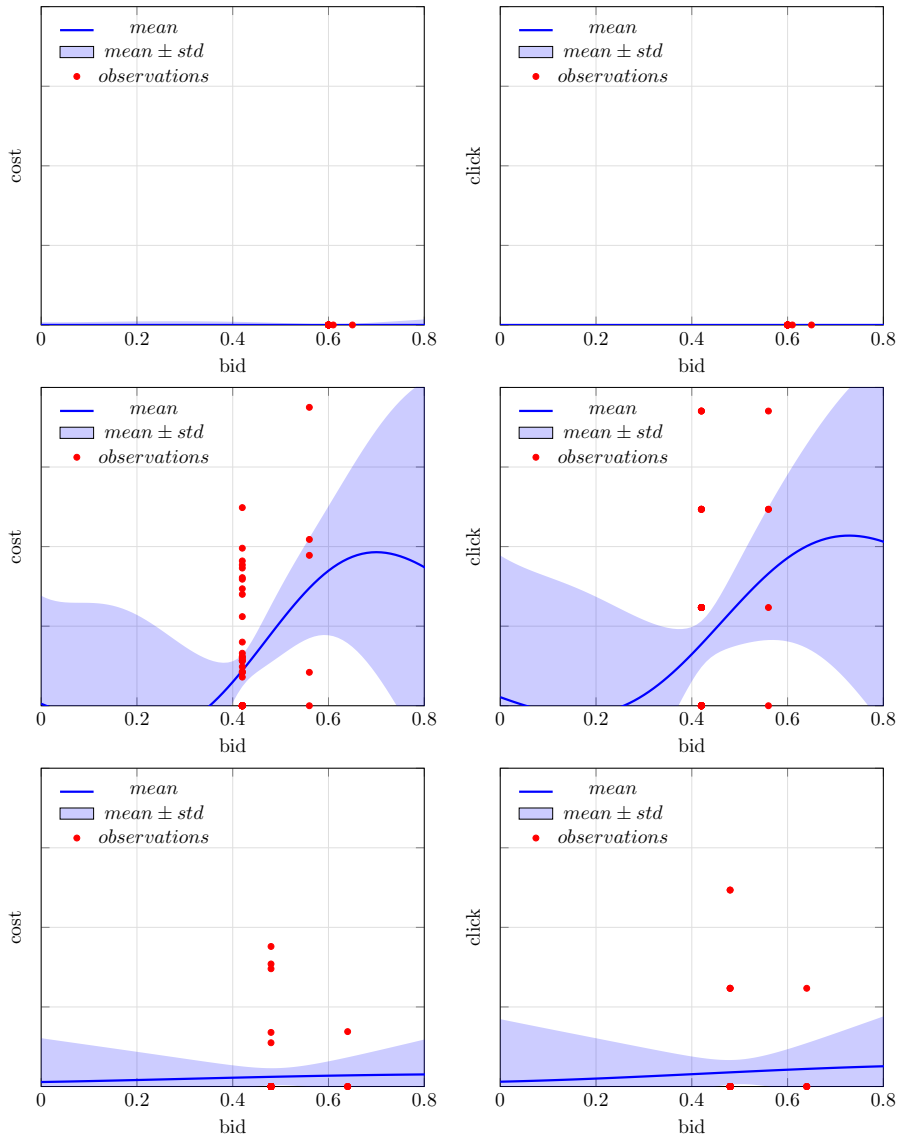 mean
mean ± std
observations
cost
0
0.2
0.4
0.6
0.8
bid
mean
mean ± std
observations
click
0
0.2
0.4
0.6
0.8
bid
mean
mean ± std
observations
cost
0
0.2
0.4
0.6
0.8
bid
mean
mean ± std
observations
click
0
0.2
0.4
0.6
0.8
bid
mean
mean ± std
observations
cost
0
0.2
0.4
0.6
0.8
bid
mean
mean ± std
observations
click
0
0.2
0.4
0.6
0.8
bid